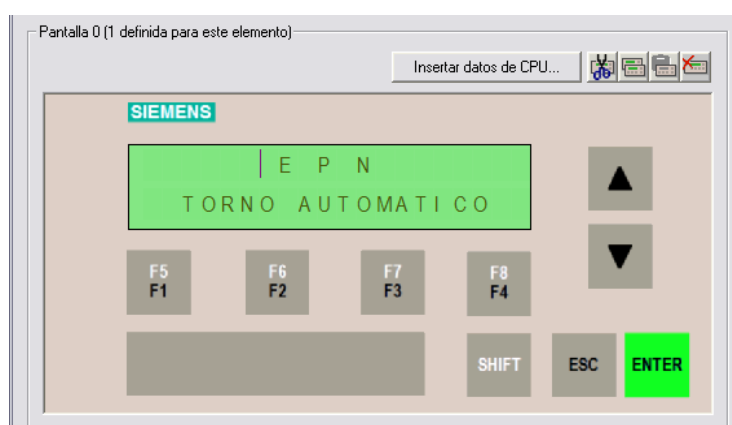 Pantalla 0 (1 definida para este elemento)
Insertar datos de CPU...
SIEMENS
E P N
TORNO AUTOMATICO
F5 F6 F7 F8
F1 F2 F3 F4
SHIFT ESC ENTER